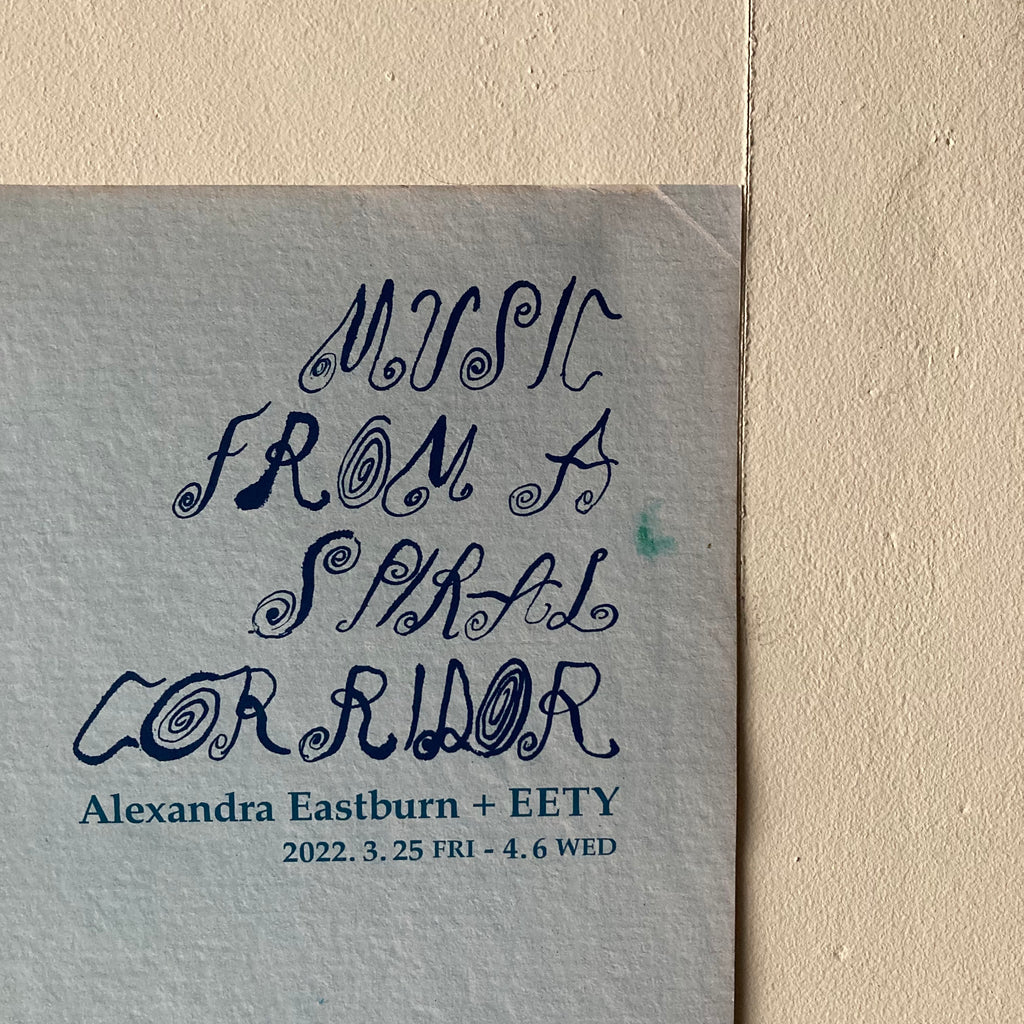 MUSIC
FROM A
SPIRAL
CORRIDOR
Alexandra Eastburn + EETY
2022. 3. 25 FRI - 4. 6 WED